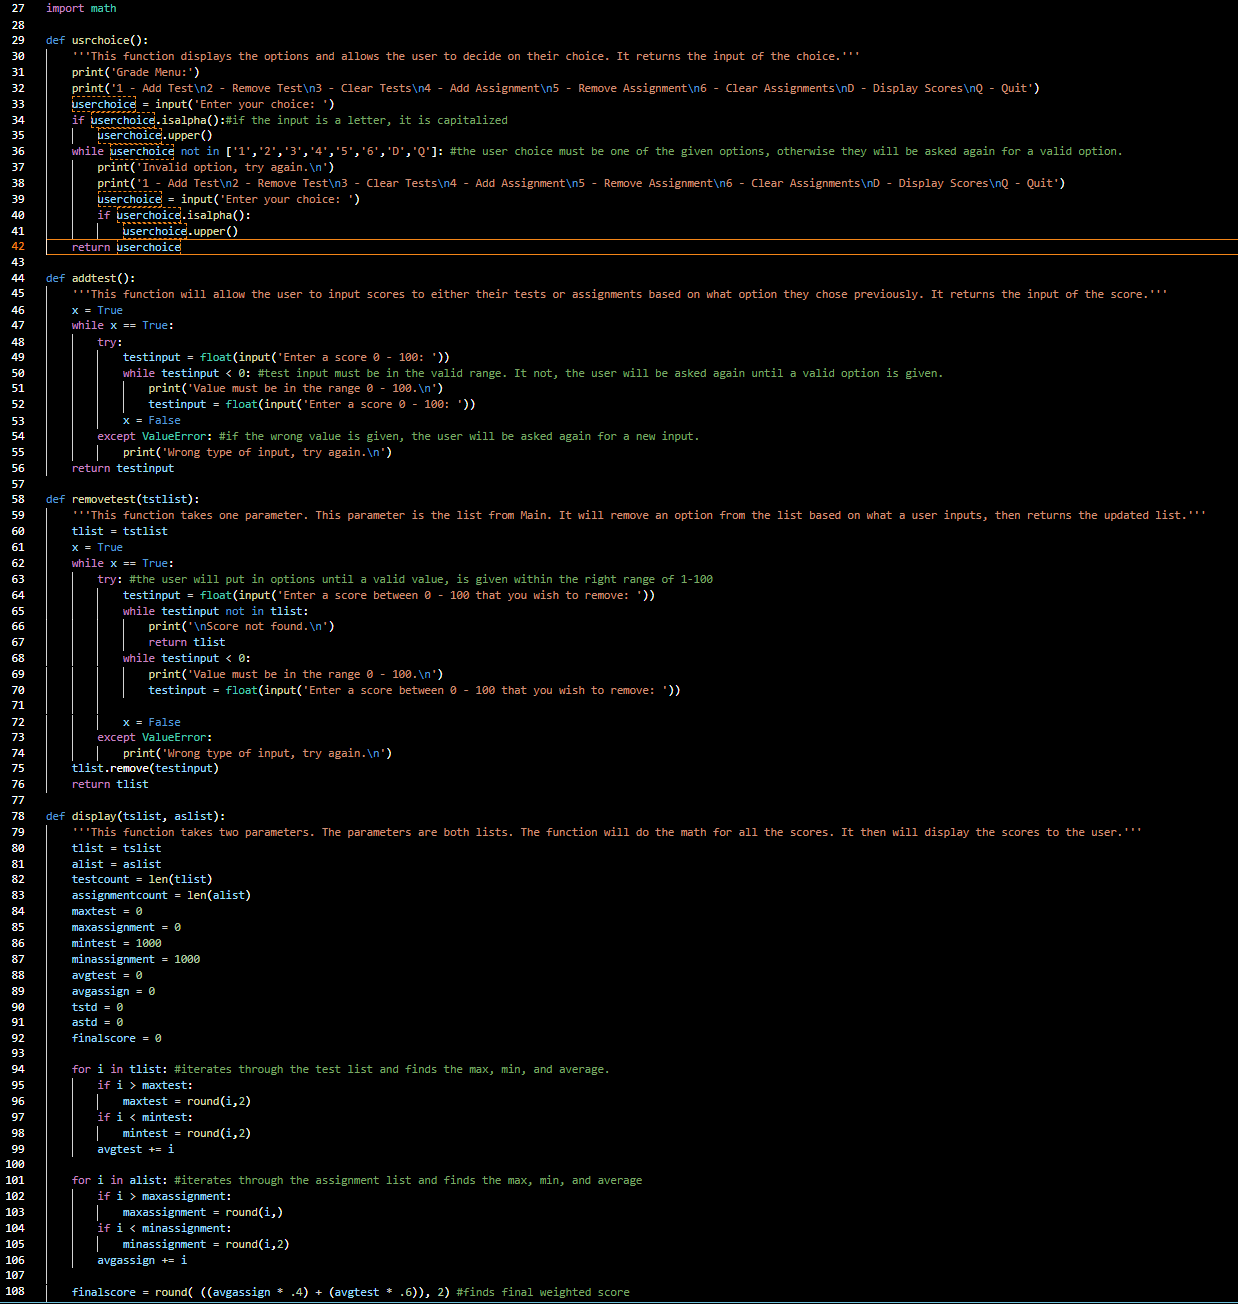 27 import math
28
29 def usrchoice():
30 '''This function displays the options and allows the user to decide on their choice. It returns the input of the choice.'''
31 print('Grade Menu:')
32 print('1 - Add Test\n2 - Remove Test\n3 - Clear Tests\n4 - Add Assignment\n5 - Remove Assignment\n6 - Clear Assignments\nD - Display Scores\nQ - Quit')
33 userchoice = input('Enter your choice: ')
34 if userchoice.isalpha():#if the input is a letter, it is capitalized
35 userchoice.upper()
36 while userchoice not in ['1','2','3','4','5','6','D','Q']: #the user choice must be one of the given options, otherwise they will be asked again for a valid option.
37 print('Invalid option, try again.\n')
38 print('1 - Add Test\n2 - Remove Test\n3 - Clear Tests\n4 - Add Assignment\n5 - Remove Assignment\n6 - Clear Assignments\nD - Display Scores\nQ - Quit')
39 userchoice = input('Enter your choice: ')
40 if userchoice.isalpha():
41 userchoice.upper()
42 return userchoice
43
44 def addtest():
45 '''This function will allow the user to input scores to either their tests or assignments based on what option they chose previously. It returns the input of the score.'''
46 x = True
47 while x == True:
48 try:
49 testinput = float(input('Enter a score 0 - 100: '))
50 while testinput < 0: #test input must be in the valid range. It not, the user will be asked again until a valid option is given.
51 print('Value must be in the range 0 - 100.\n')
52 testinput = float(input('Enter a score 0 - 100: '))
53 x = False
54 except ValueError: #if the wrong value is given, the user will be asked again for a new input.
55 print('Wrong type of input, try again.\n')
56 return testinput
57
58 def removetest(tstlist):
59 '''This function takes one parameter. This parameter is the list from Main. It will remove an option from the list based on what a user inputs, then returns the updated list.'''
60 tlist = tstlist
61 x = True
62 while x == True:
63 try: #the user will put in options until a valid value, is given within the right range of 1-100
64 testinput = float(input('Enter a score between 0 - 100 that you wish to remove: '))
65 while testinput not in tlist:
66 print('\nScore not found.\n')
67 return tlist
68 while testinput < 0:
69 print('Value must be in the range 0 - 100.\n')
70 testinput = float(input('Enter a score between 0 - 100 that you wish to remove: '))
71
72 x = False
73 except ValueError:
74 print('Wrong type of input, try again.\n')
75 tlist.remove(testinput)
76 return tlist
77
78 def display(tslist, aslist):
79 '''This function takes two parameters. The parameters are both lists. The function will do the math for all the scores. It then will display the scores to the user.'''
80 tlist = tslist
81 alist = aslist
82 testcount = len(tlist)
83 assignmentcount = len(alist)
84 maxtest = 0
85 maxassignment = 0
86 mintest = 1000
87 minassignment = 1000
88 avgtest = 0
89 avgassign = 0
90 tstd = 0
91 astd = 0
92 finalscore = 0
93
94 for i in tlist: #iterates through the test list and finds the max, min, and average.
95 if i > maxtest:
96 maxtest = round(i,2)
97 if i < mintest:
98 mintest = round(i,2)
99 avgtest += i
100
101 for i in alist: #iterates through the assignment list and finds the max, min, and average
102 if i > maxassignment:
103 maxassignment = round(i,)
104 if i < minassignment:
105 minassignment = round(i,2)
106 avgassign += i
107
108 finalscore = round( ((avgassign * .4) + (avgtest * .6)), 2) #finds final weighted score